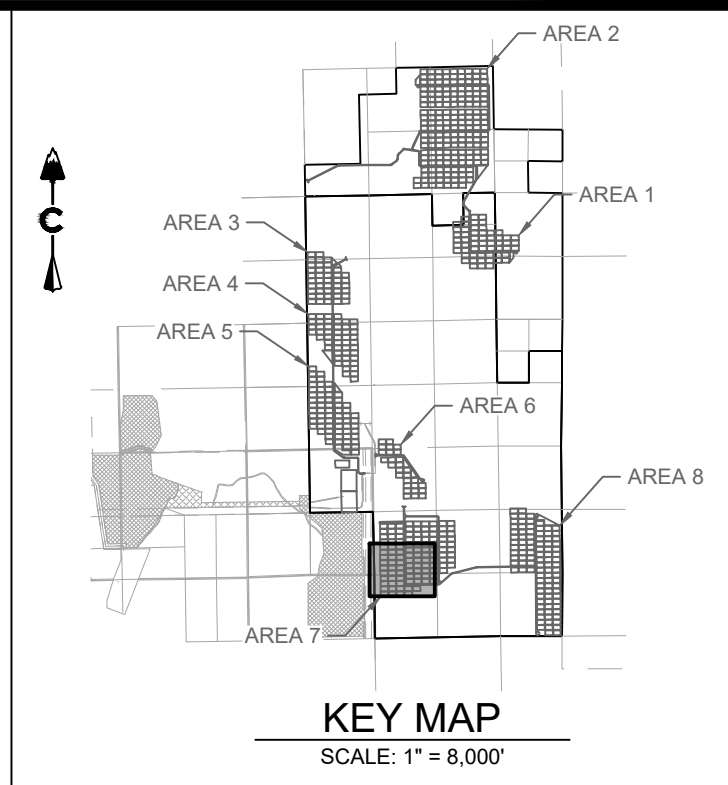 AREA 2
AREA 1
AREA 3
AREA 4
AREA 5
C
AREA 6
AREA 8
AREA 7
KEY MAP
SCALE: 1" = 8,000'